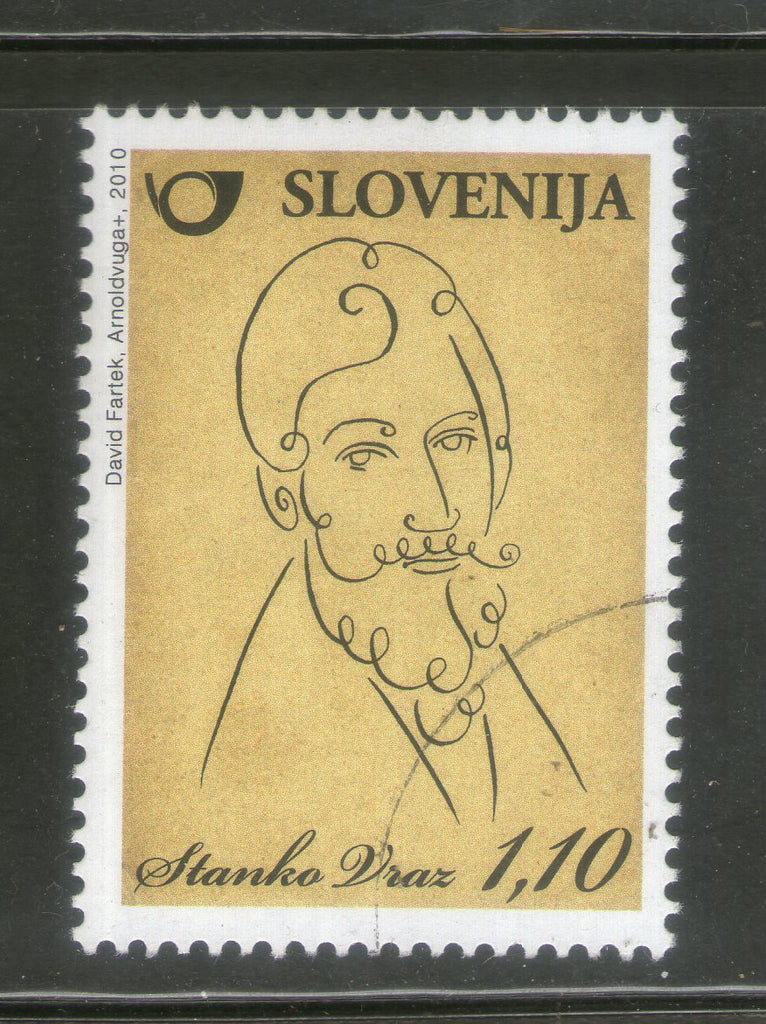 SLOVENIJA
David Fartek, Arnoldvuga+, 2010
Stanko Vraz 1,10